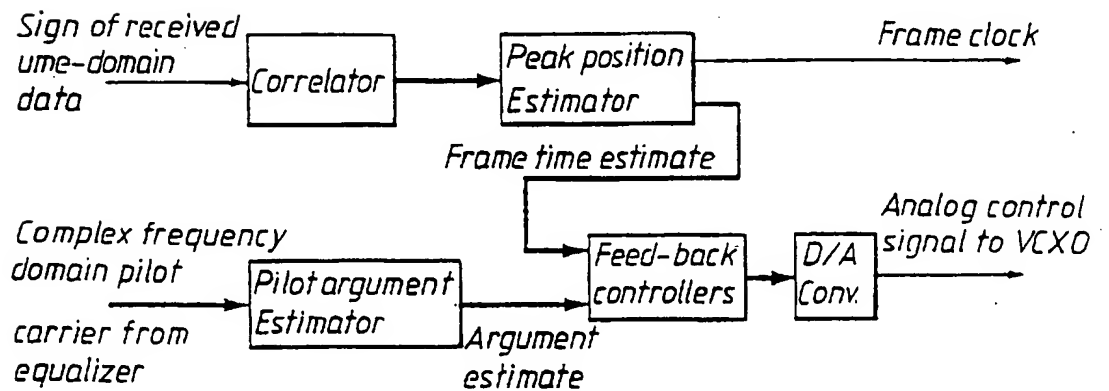 Sign of received
ume-domain
data
Correlator
Peak position
Estimator
Frame clock
Frame time estimate
Complex frequency
domain pilot
carrier from
equalizer
Pilot argument
Estimator
Argument
estimate
Feed-back
controllers
D/A
Conv.
Analog control
signal to VCXO